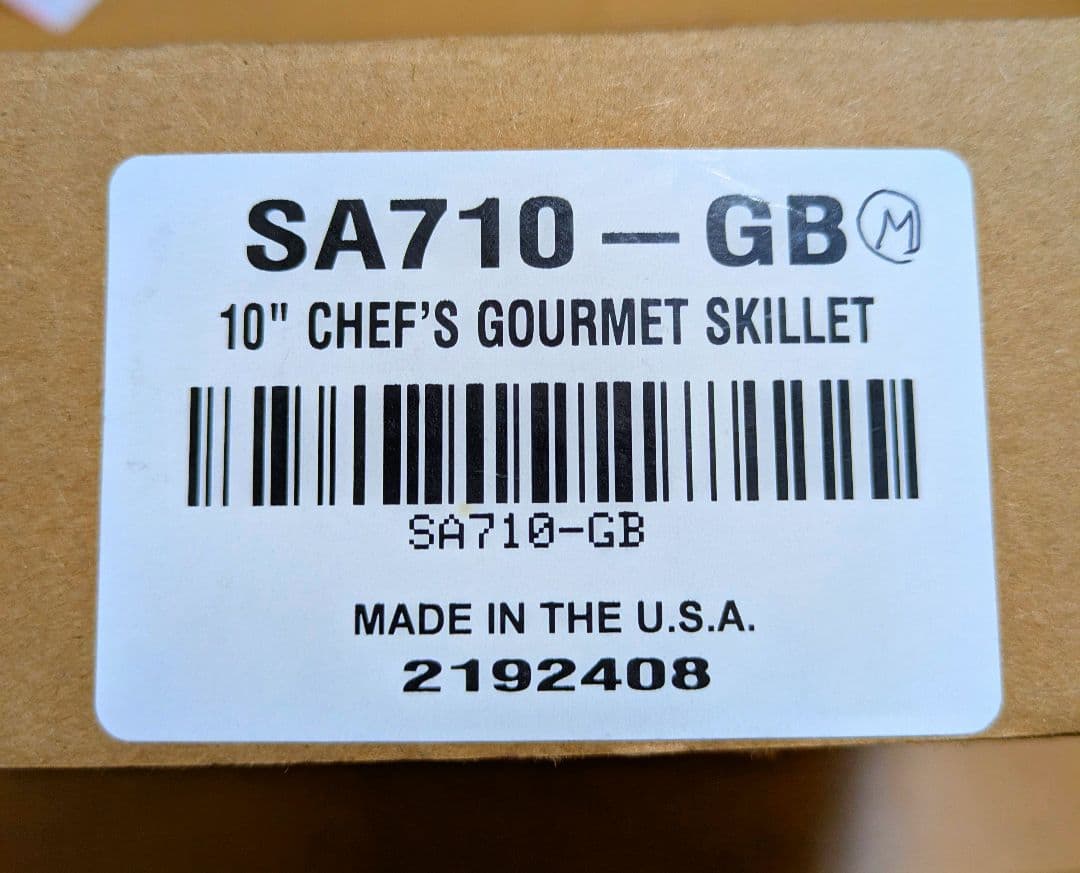 SA710 — GB Ⓜ
10" CHEF'S GOURMET SKILLET
SA710-GB
MADE IN THE U.S.A.
2192408